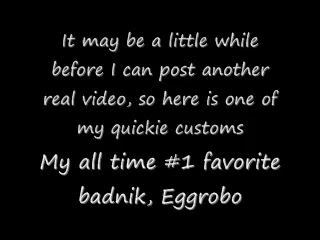 It may be a little while
before I can post another
real video, so here is one of
my quickie customs
My all time #1 favorite
badnik, Eggrobo